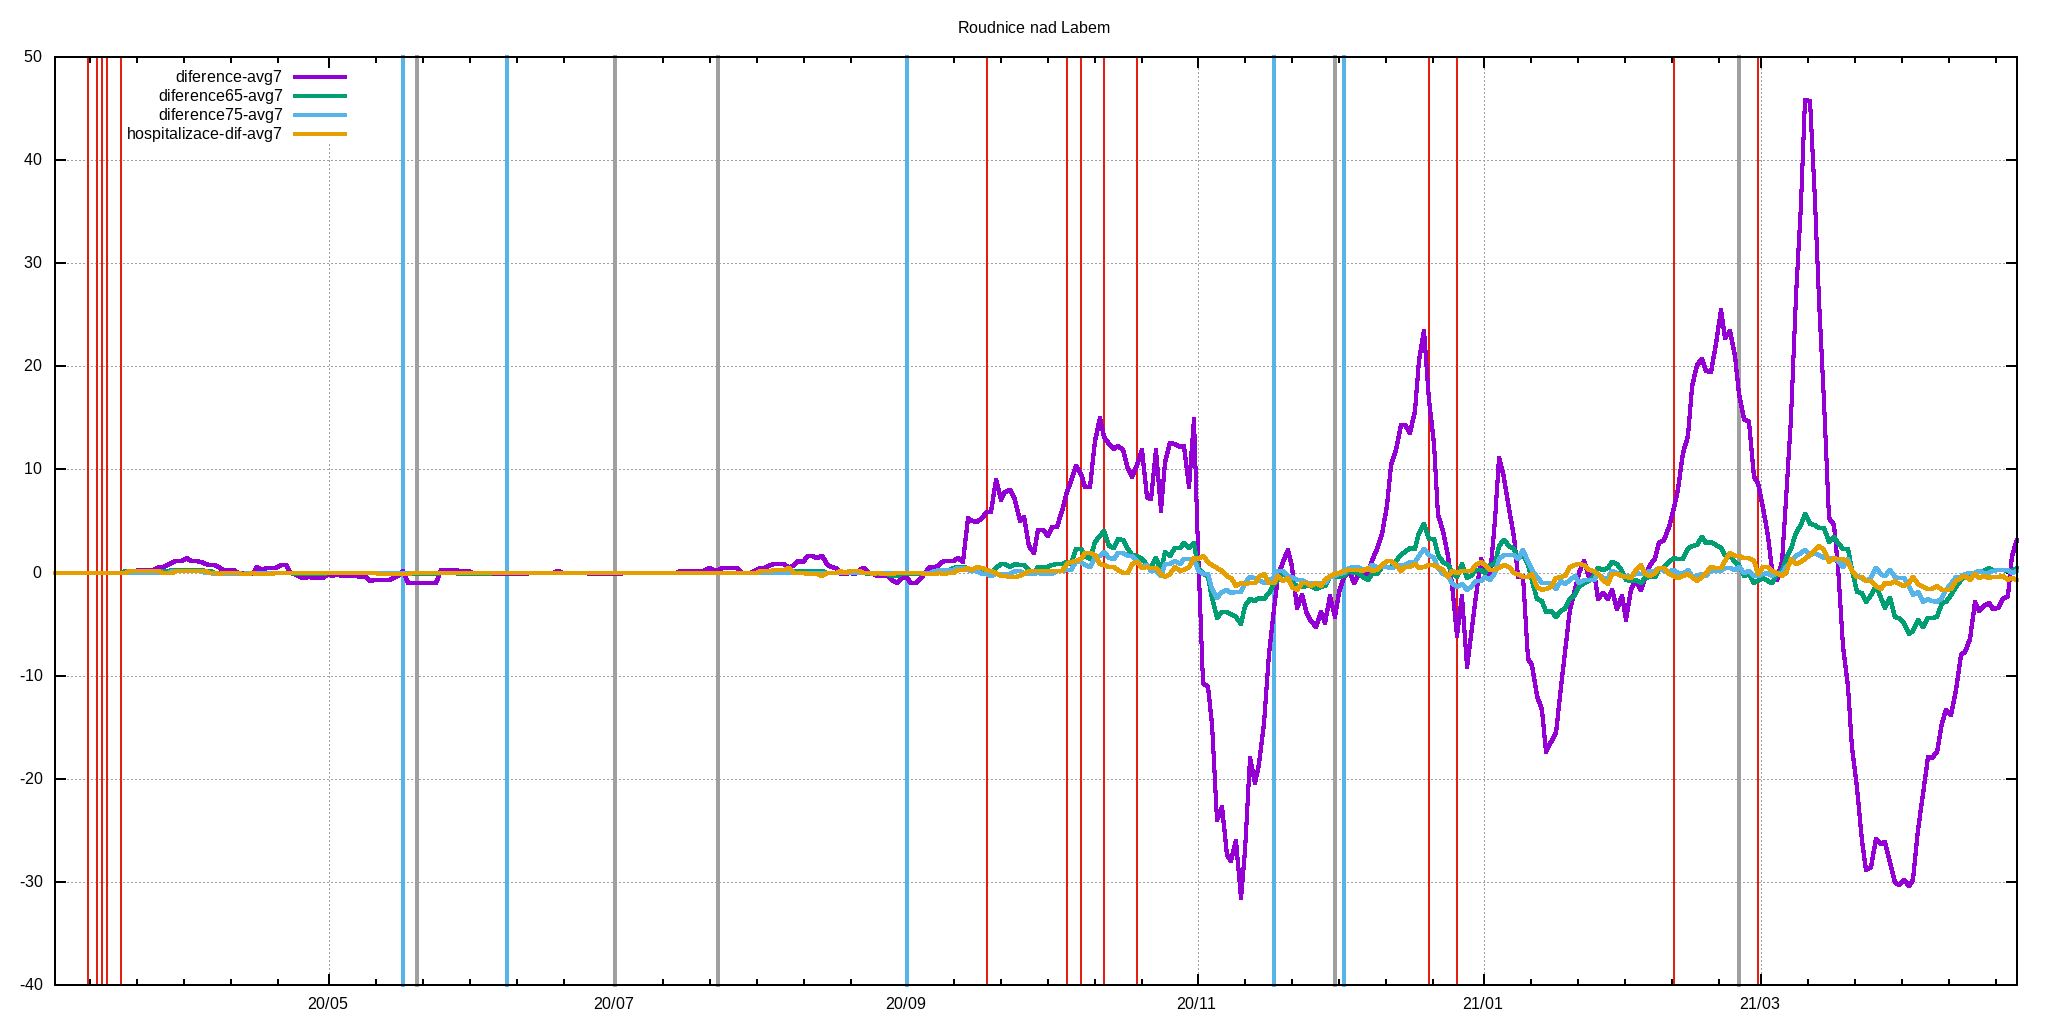 Roudnice nad Labem
50
diference-avg7
diference65-avg7
diference75-avg7
hospitalizace-dif-avg7
40
30
20
10
0
-10
-20
-30
-40
20/05 20/07 20/09 20/11 21/01 21/03